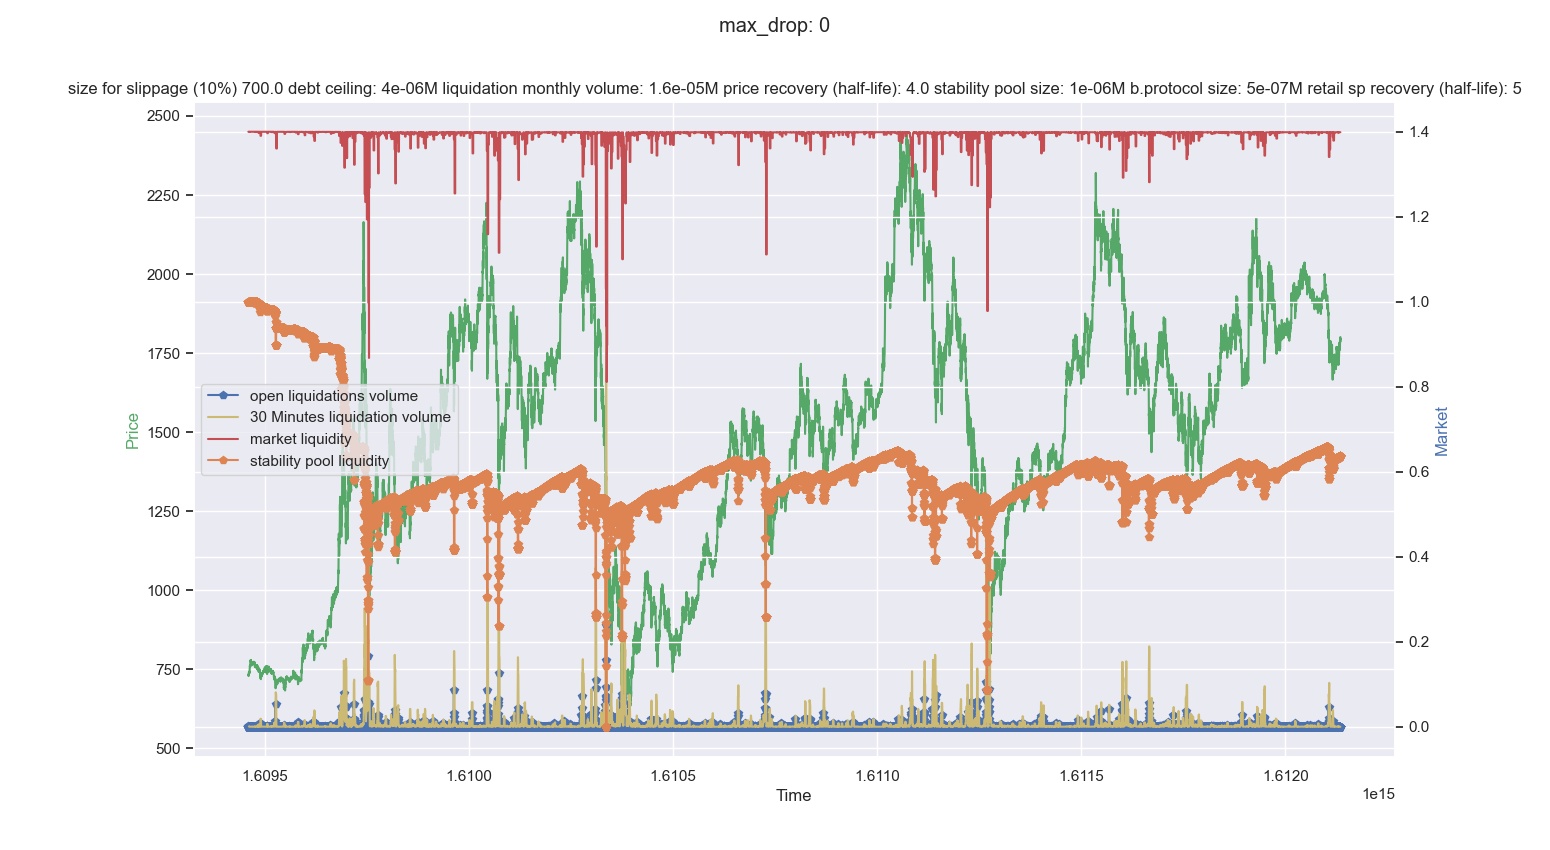 max_drop: 0
size for slippage (10%) 700.0 debt ceiling: 4e-06M liquidation monthly volume: 1.6e-05M price recovery (half-life): 4.0 stability pool size: 1e-06M b.protocol size: 5e-07M retail sp recovery (half-life): 5
2500
2250
2000
1750
1500
1250
1000
750
500
Price
open liquidations volume
30 Minutes liquidation volume
market liquidity
stability pool liquidity
1.4
1.2
1.0
0.8
0.6
0.4
0.2
0.0
Market
1.6095 1.6100 1.6105 1.6110 1.6115 1.6120
Time
1e15